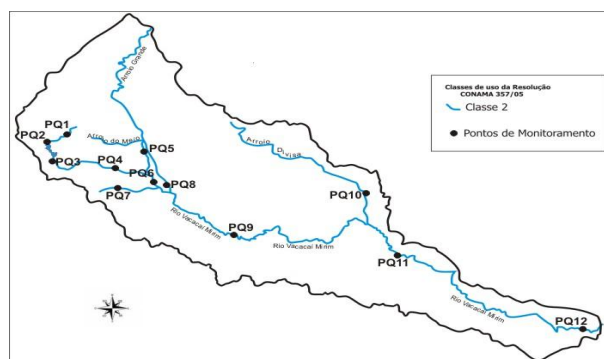 Classes de uso da Resolução
CONAMA 357/05
Classe 2
Pontos de Monitoramento
Arroio Grande
PQ1
PQ2
Arroio do Meio
PQ5
PQ3
PQ4
PQ6
PQ8
PQ7
Arroio Divisa
PQ10
Rio Vacacaí Mirim
PQ9
Rio Vacacaí Mirim
PQ11
Rio Vacacaí Mirim
PQ12